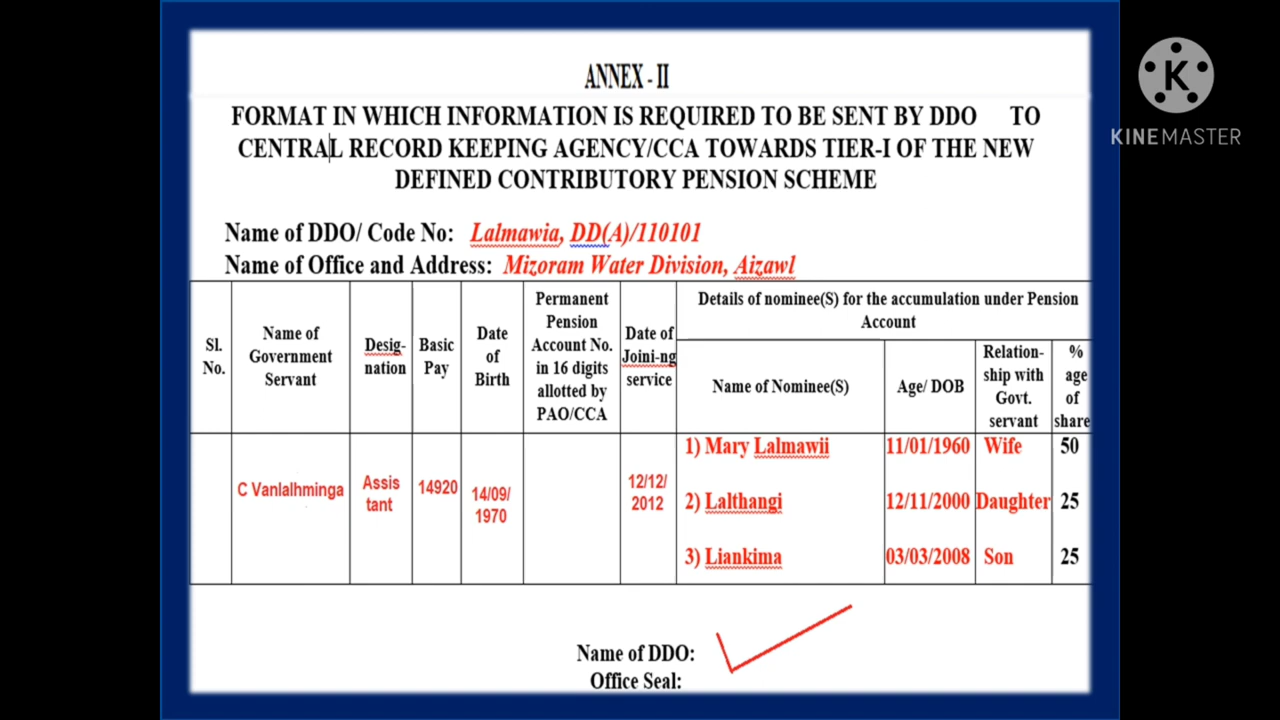 ANNEX - II
FORMAT IN WHICH INFORMATION IS REQUIRED TO BE SENT BY DDO TO
CENTRAL RECORD KEEPING AGENCY/CCA TOWARDS TIER-I OF THE NEW
DEFINED CONTRIBUTORY PENSION SCHEME
K
KINEMASTER
Name of DDO/ Code No: Lalmawia, DD(A)/110101
Name of Office and Address: Mizoram Water Division, Aizawl
Sl.
No.
Name of
Government
Servant
Desig-
nation
Basic
Pay
Date
of
Birth
Permanent
Pension
Account No.
in 16 digits
allotted by
PAO/CCA
Date of
Joini-ng
service
Details of nominee(S) for the accumulation under Pension
Account
Name of Nominee(S)
Age/ DOB
Relation-
ship with
Govt.
servant
%
age
of
share
C Vanlalhminga
Assis
tant
14920
14/09/
1970
12/12/
2012
1) Mary Lalmawii 11/01/1960 Wife 50
2) Lalthangi 12/11/2000 Daughter 25
3) Liankima 03/03/2008 Son 25
Name of DDO:
Office Seal: